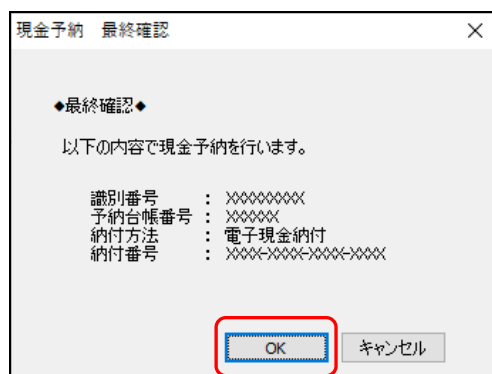 現金予納 最終確認
◆最終確認◆
以下の内容で現金予納を行います。
識別番号 : XXXXXXXXX
予納台帳番号 : XXXXXX
納付方法 : 電子現金納付
納付番号 : XXXX-XXXX-XXXX-XXXX
OK キャンセル